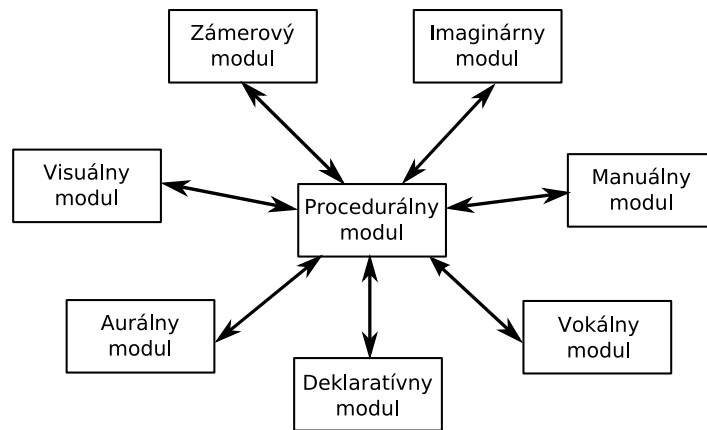 Zámerový
modul
Imaginárny
modul
Visuálny
modul
Procedurálny
modul
Manuálny
modul
Aurálny
modul
Deklaratívny
modul
Vokálny
modul